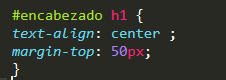 #encabezado h1 {
text-align: center ;
margin-top: 50px;
}